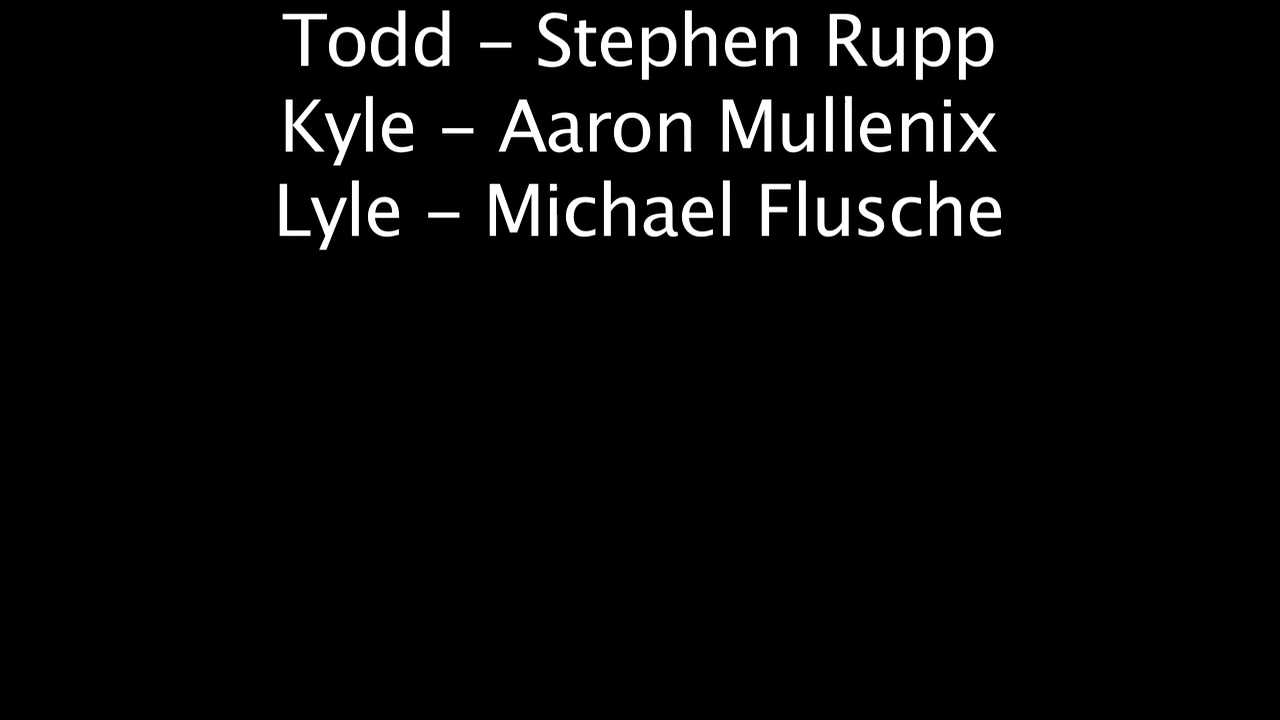 Todd – Stephen Rupp
Kyle – Aaron Mullenix
Lyle – Michael Flusche